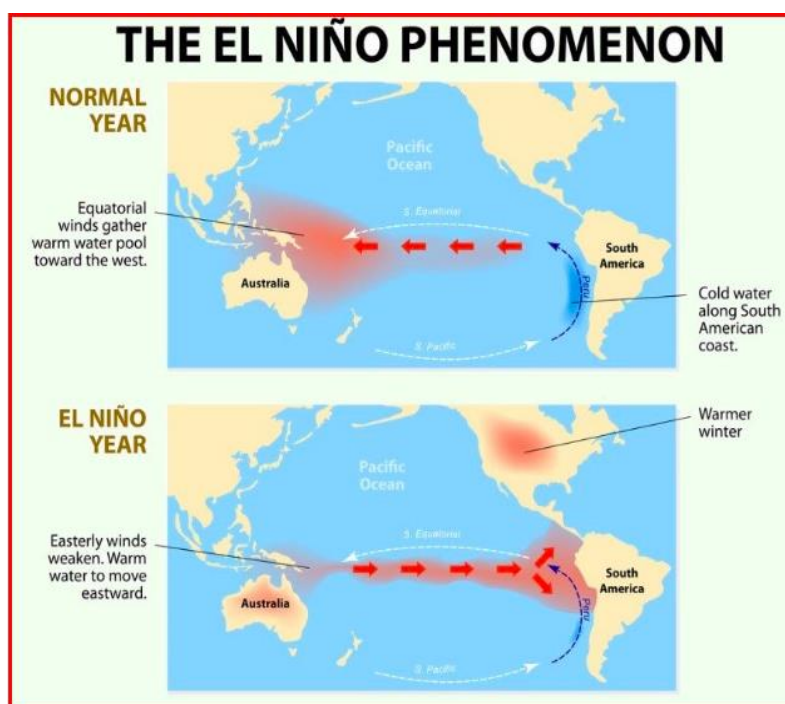 THE EL NIÑO PHENOMENON
NORMAL
YEAR
Pacific
Ocean
Equatorial
winds gather
warm water pool
toward the west.
S. Equatorial
South
America
Australia
Peru
Cold water
along South
American
coast.
S. Pacific
EL NIÑO
YEAR
Warmer
winter
Pacific
Ocean
Easterly winds
weaken. Warm
water to move
eastward.
S. Equatorial
South
America
Australia
Peru
S. Pacific